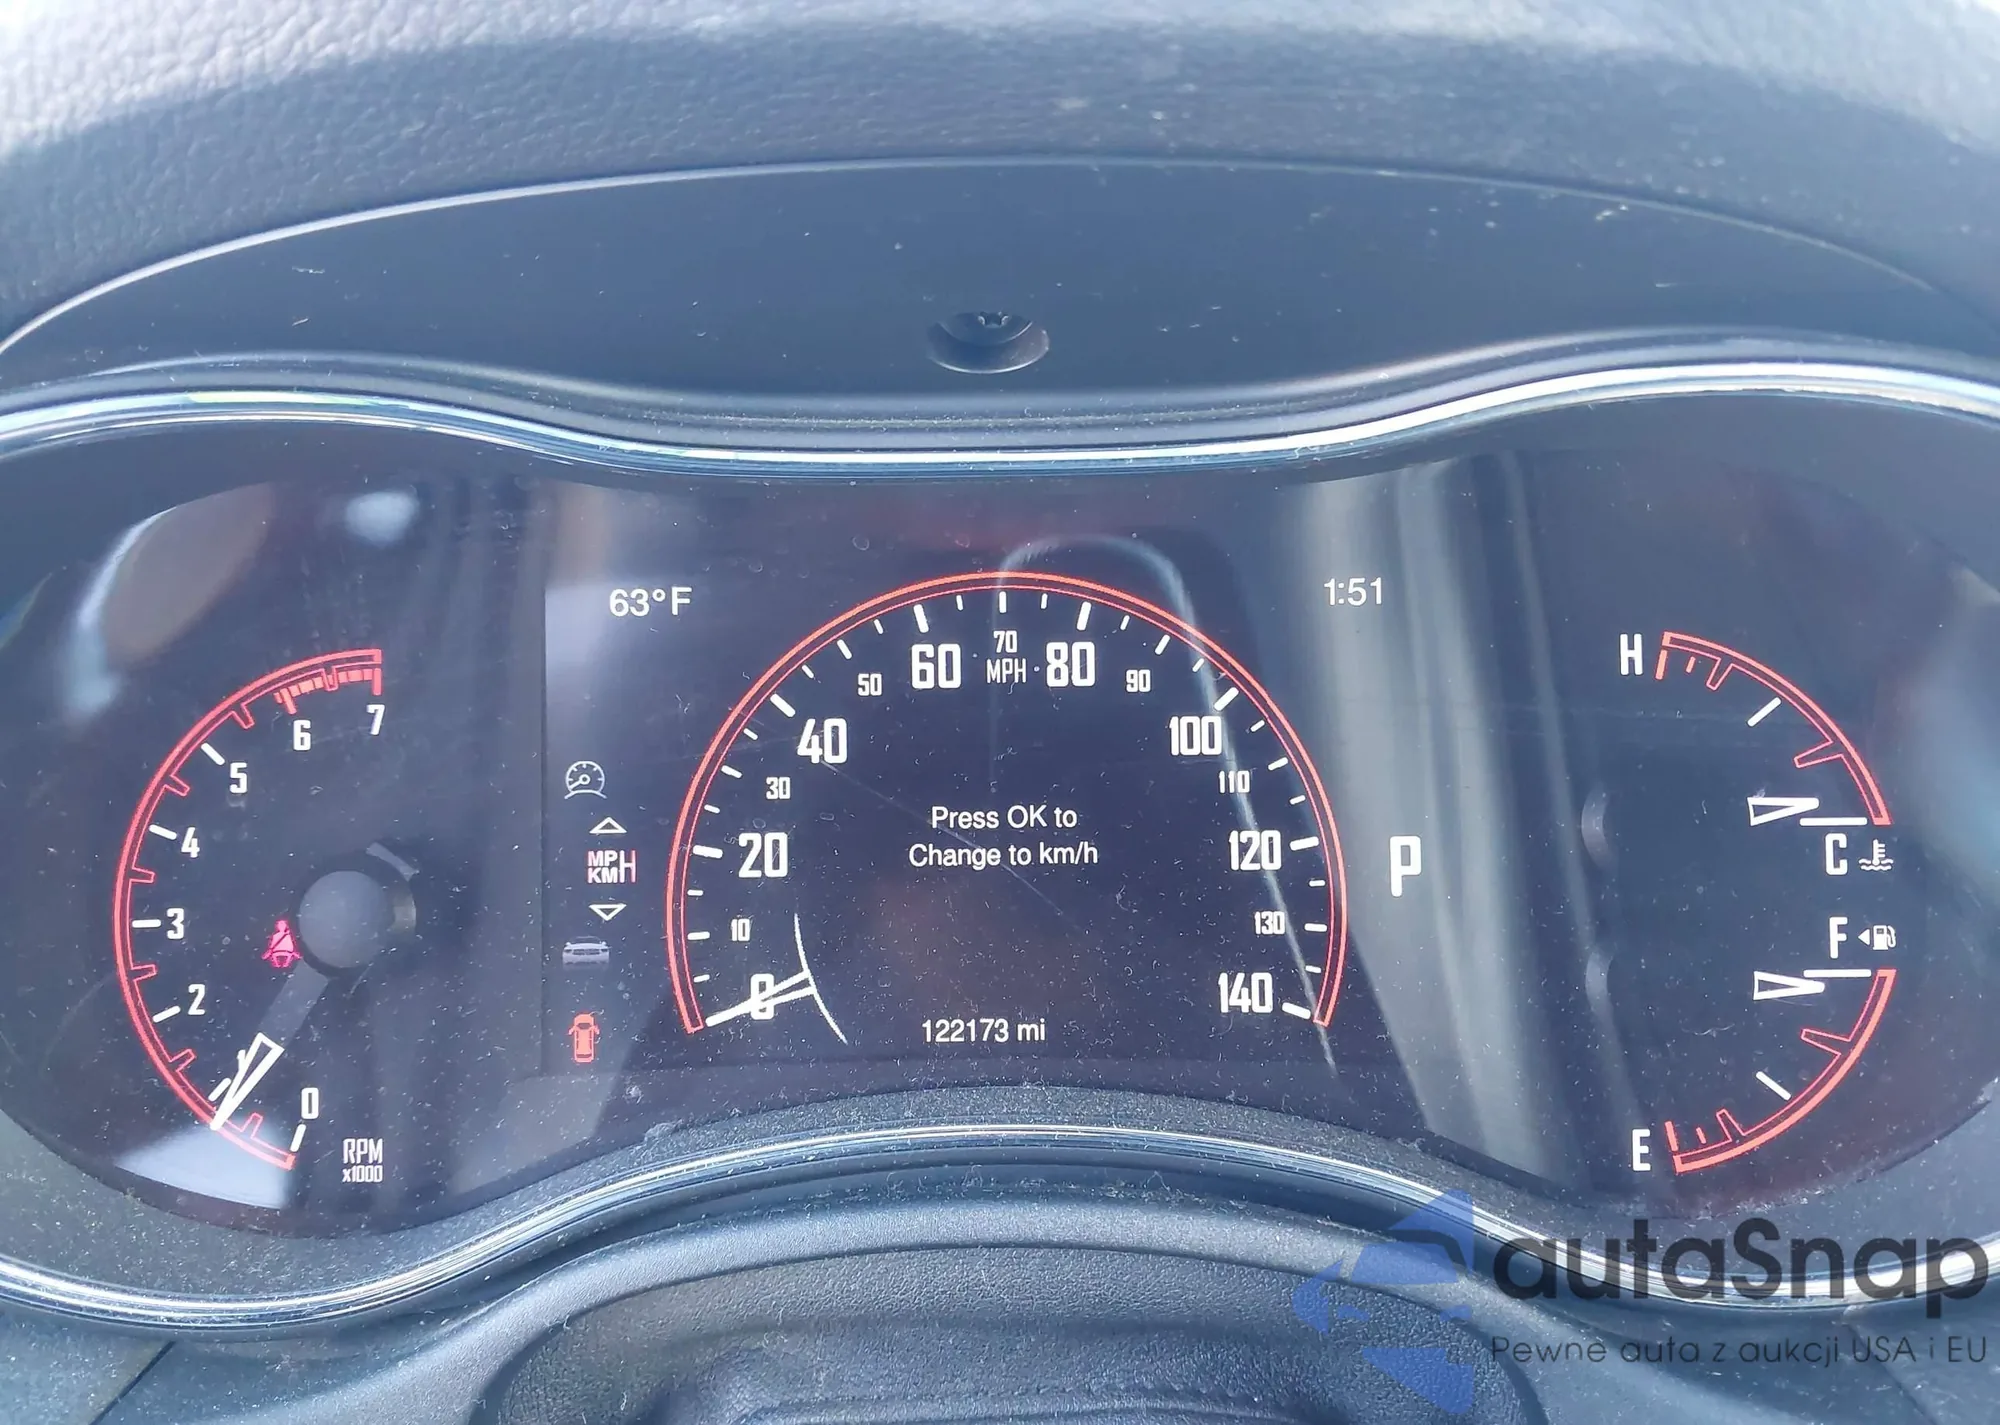 63°F
1:51
H
C
F
E
7
6
5
4
3
2
1
0
RPM
x1000
MPH
KM
0
10
20
30
40
50
60
70
MPH
80
90
100
110
120
130
140
Press OK to
Change to km/h
P
122173 mi
autaSnap
Pewne auta z aukcji USA i EU